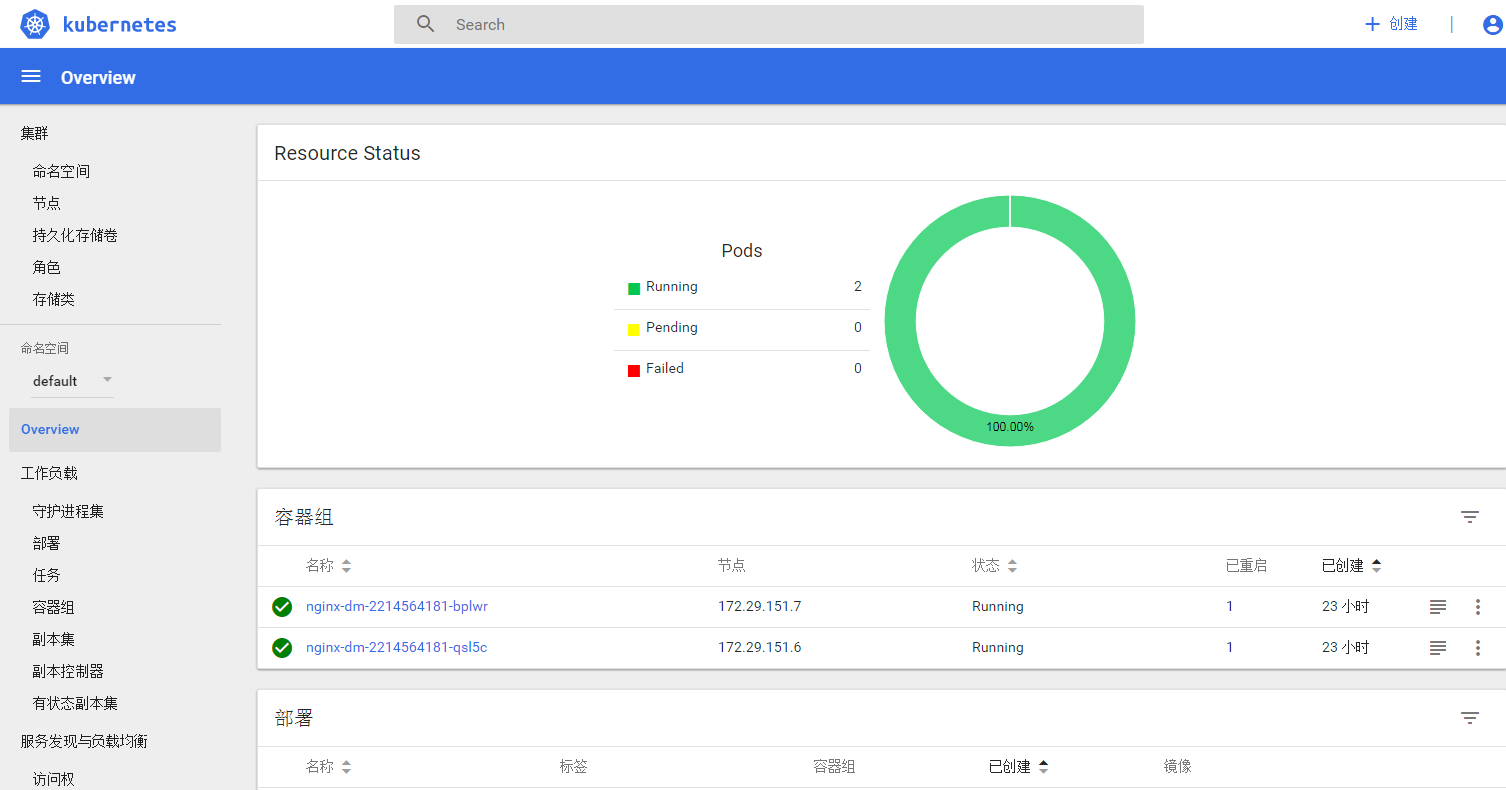 kubernetes
Search
创建
Overview
集群
命名空间
节点
持久化存储卷
角色
存储类
命名空间
default
Overview
工作负载
守护进程集
部署
任务
容器组
副本集
副本控制器
有状态副本集
服务发现与负载均衡
访问权
Resource Status
Pods
Running 2
Pending 0
Failed 0
100.00%
容器组
名称 节点 状态 已重启 已创建
nginx-dm-2214564181-bplwr 172.29.151.7 Running 1 23 小时
nginx-dm-2214564181-qsl5c 172.29.151.6 Running 1 23 小时
部署
名称 标签 容器组 已创建 镜像